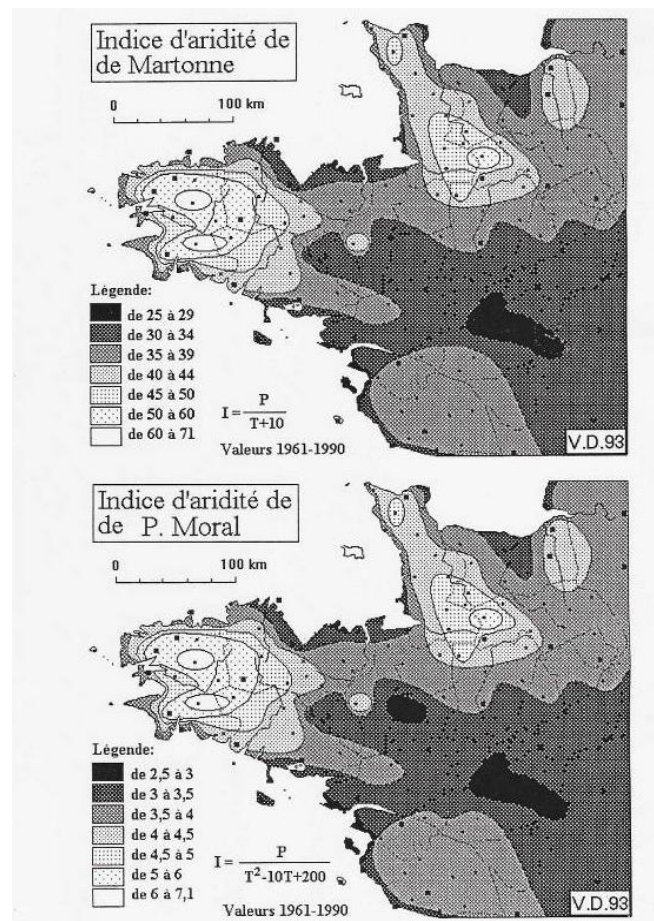 Indice d'aridité de
de Martonne
0 100 km
Légende:
de 25 à 29
de 30 à 34
de 35 à 39
de 40 à 44
de 45 à 50
de 50 à 60
de 60 à 71
I = P
T+10
Valeurs 1961-1990
V.D.93
Indice d'aridité de
de P. Moral
0 100 km
Légende:
de 2,5 à 3
de 3 à 3,5
de 3,5 à 4
de 4 à 4,5
de 4,5 à 5
de 5 à 6
de 6 à 7,1
I = P
T²-10T+200
Valeurs 1961-1990
V.D.93